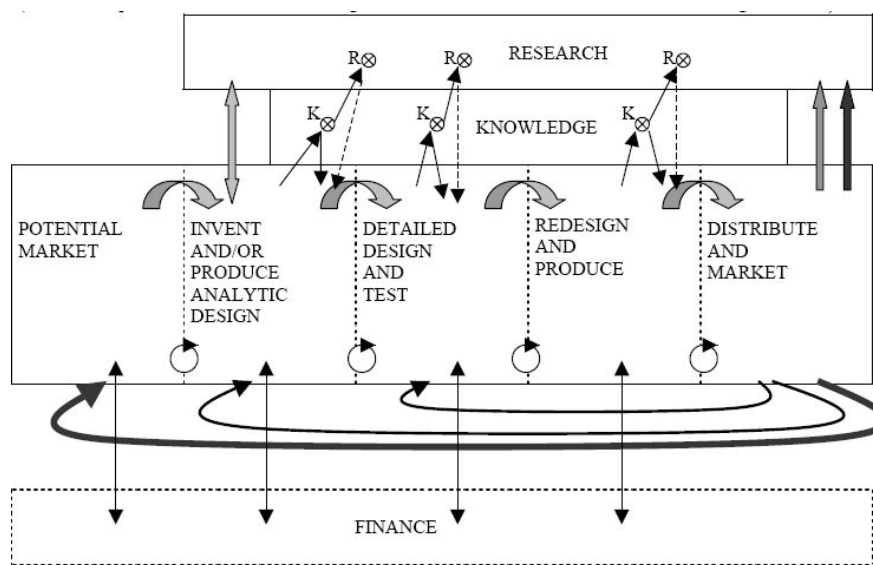 R
R
RESEARCH
R
K
K
KNOWLEDGE
K
POTENTIAL
MARKET
INVENT
AND/OR
PRODUCE
ANALYTIC
DESIGN
DETAILED
DESIGN
AND
TEST
REDESIGN
AND
PRODUCE
DISTRIBUTE
AND
MARKET
FINANCE